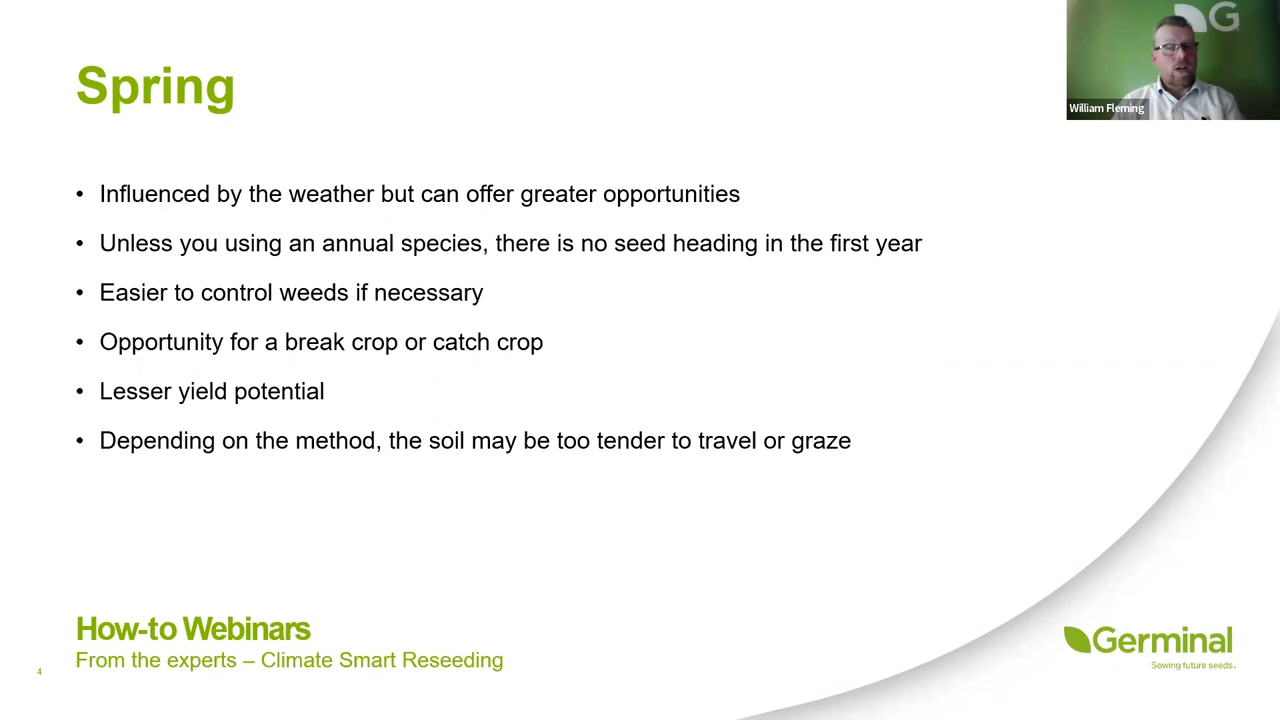 Spring
G
William Fleming
• Influenced by the weather but can offer greater opportunities
• Unless you using an annual species, there is no seed heading in the first year
• Easier to control weeds if necessary
• Opportunity for a break crop or catch crop
• Lesser yield potential
• Depending on the method, the soil may be too tender to travel or graze
How-to Webinars
From the experts – Climate Smart Reseeding
4
Germinal
Sowing future seeds.